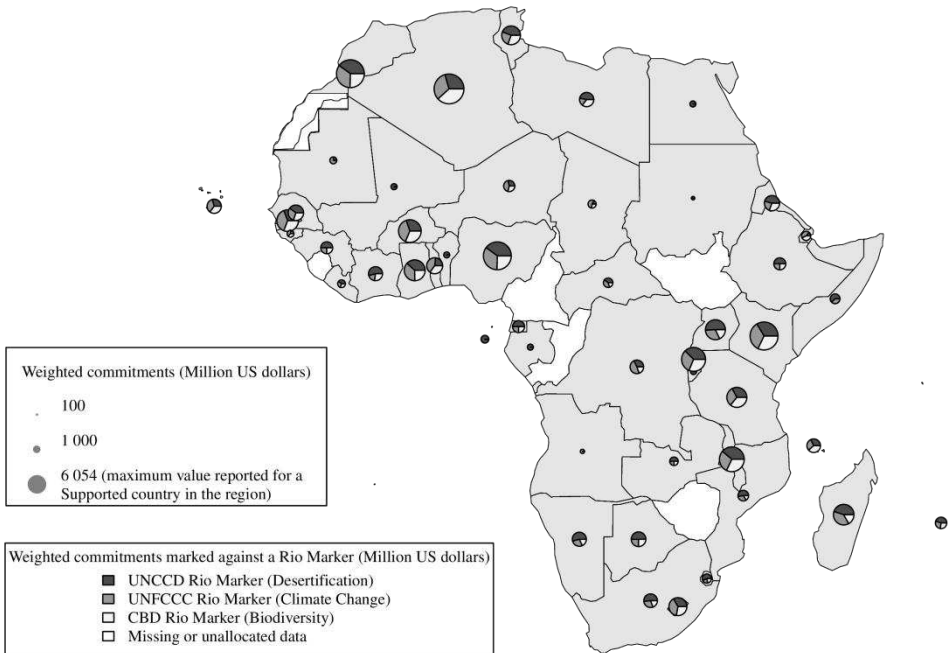 Weighted commitments (Million US dollars)
100
1 000
6 054 (maximum value reported for a
Supported country in the region)
Weighted commitments marked against a Rio Marker (Million US dollars)
UNCCD Rio Marker (Desertification)
UNFCCC Rio Marker (Climate Change)
CBD Rio Marker (Biodiversity)
Missing or unallocated data